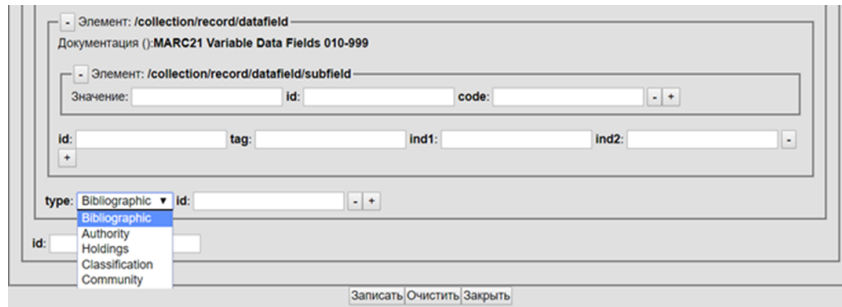 - Элемент: /collection/record/datafield
Документация ():MARC21 Variable Data Fields 010-999
- Элемент: /collection/record/datafield/subfield
Значение: id: code: - +
id: tag: ind1: ind2: -
+
type: Bibliographic ▼ id: - +
Bibliographic
Authority
id:
Holdings
Classification
Community
Записать Очистить Закрыть